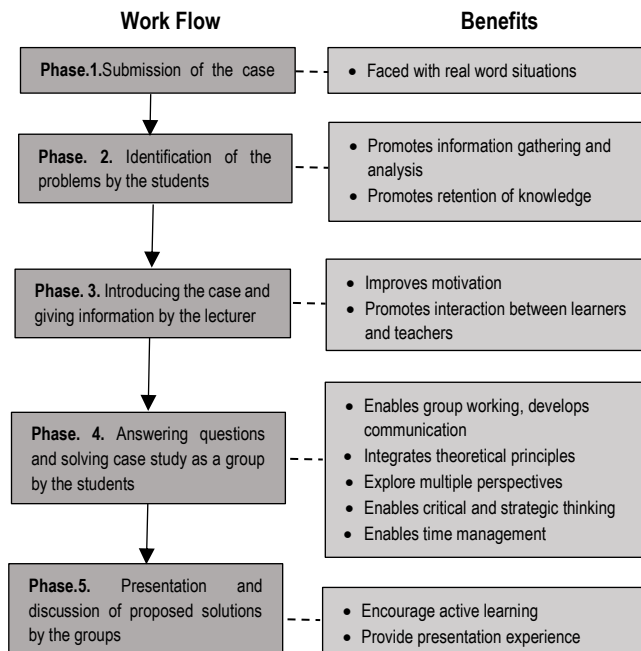 Work Flow
Benefits
Phase.1.Submission of the case
• Faced with real word situations
Phase. 2. Identification of the
problems by the students
• Promotes information gathering and
analysis
• Promotes retention of knowledge
Phase. 3. Introducing the case and
giving information by the lecturer
• Improves motivation
• Promotes interaction between learners
and teachers
Phase. 4. Answering questions
and solving case study as a group
by the students
• Enables group working, develops
communication
• Integrates theoretical principles
• Explore multiple perspectives
• Enables critical and strategic thinking
• Enables time management
Phase.5. Presentation and
discussion of proposed solutions
by the groups
• Encourage active learning
• Provide presentation experience